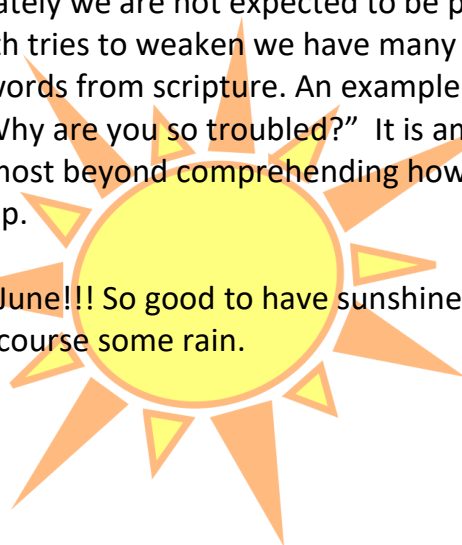 ately we are not expected to be p
th tries to weaken we have many
words from scripture. An example
Why are you so troubled?” It is an
most beyond comprehending how
p.
June!!! So good to have sunshine
course some rain.